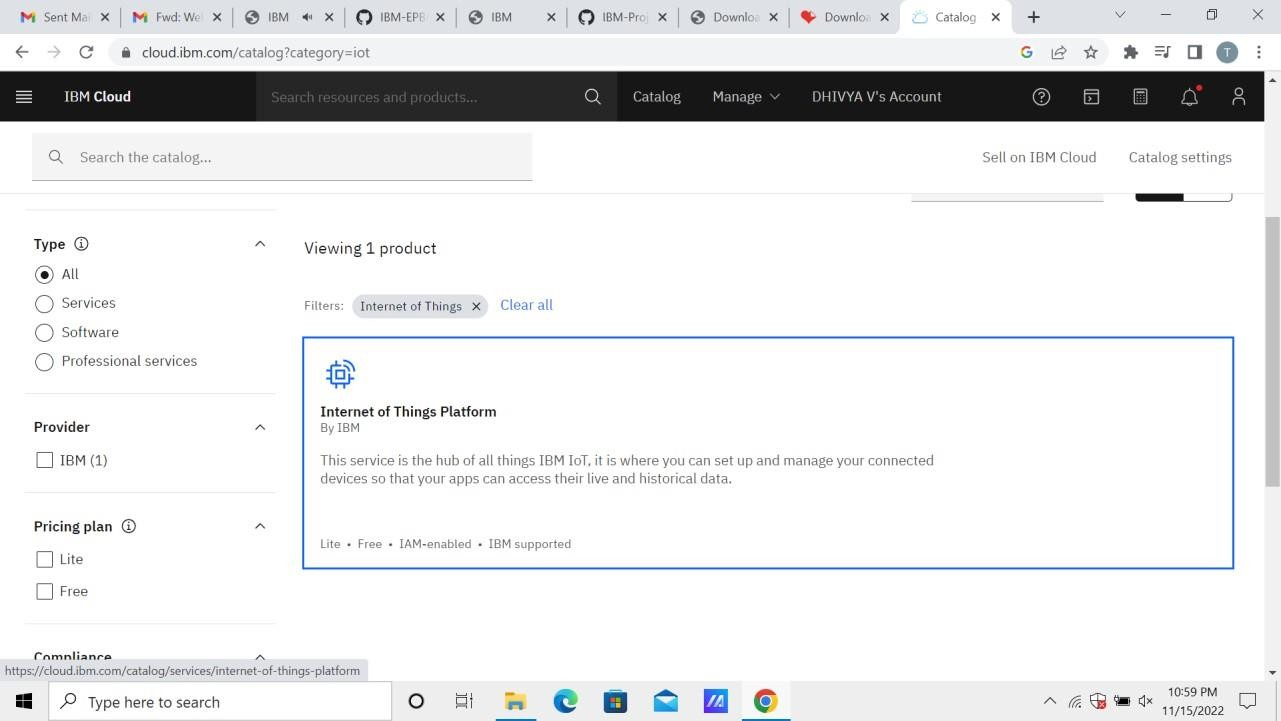 Sent Mai
Fwd: Wel
IBM
IBM-EPB
IBM
IBM-Proj
Downloa
Downloa
Catalog
cloud.ibm.com/catalog?category=iot
T
IBM Cloud
Search resources and products...
Catalog
Manage
DHIVYA V's Account
Search the catalog...
Sell on IBM Cloud
Catalog settings
Type
All
Services
Software
Professional services
Provider
IBM (1)
Pricing plan
Lite
Free
Compliance
Viewing 1 product
Filters:
Internet of Things
Clear all
Internet of Things Platform
By IBM
This service is the hub of all things IBM IoT, it is where you can set up and manage your connected
devices so that your apps can access their live and historical data.
Lite • Free • IAM-enabled • IBM supported
https://cloud.ibm.com/catalog/services/internet-of-things-platform
Type here to search
10:59 PM
11/15/2022